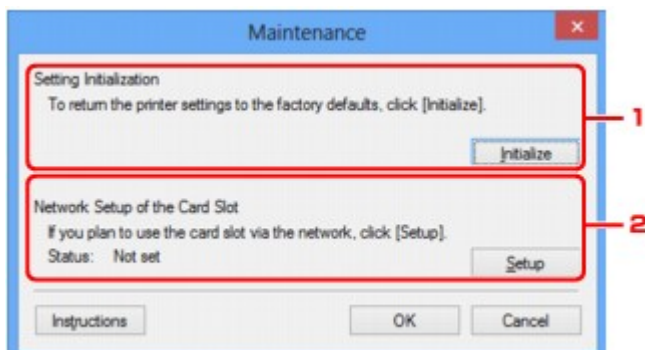 Maintenance
Setting Initialization
To return the printer settings to the factory defaults, click [Initialize].
1
Initialize
Network Setup of the Card Slot
If you plan to use the card slot via the network, click [Setup].
2
Status: Not set
Setup
Instructions OK Cancel